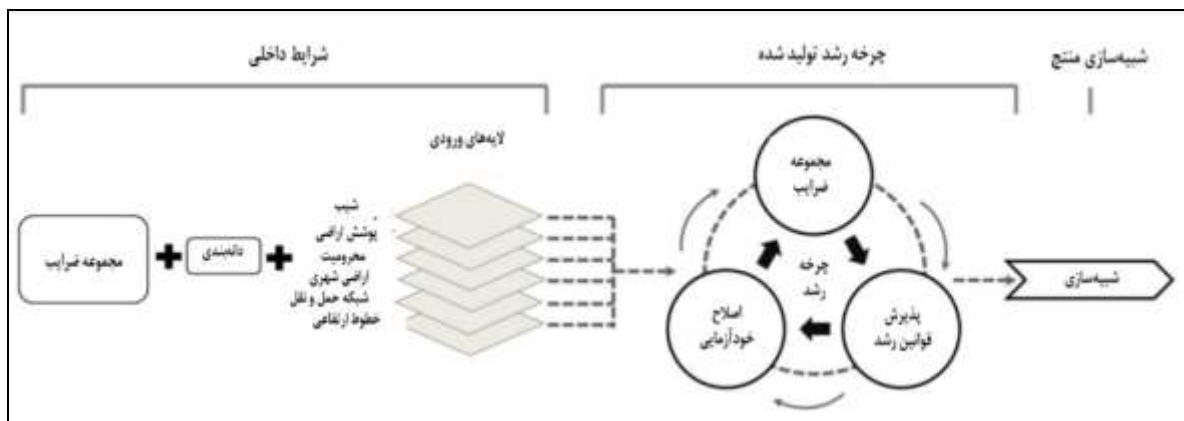 شبیه‌سازی منتج
چرخه رشد تولید شده
شرایط داخلی
لایه‌های ورودی
شیب
پوشش اراضی
محرومیت
اراضی شهری
شبکه حمل و نقل
خطوط ارتفاعی
مجموعه ضرایب
دانه‌بندی
مجموعه
ضرایب
چرخه
رشد
پذیرش
قوانین رشد
اصلاح
خودآزمایی
شبیه‌سازی